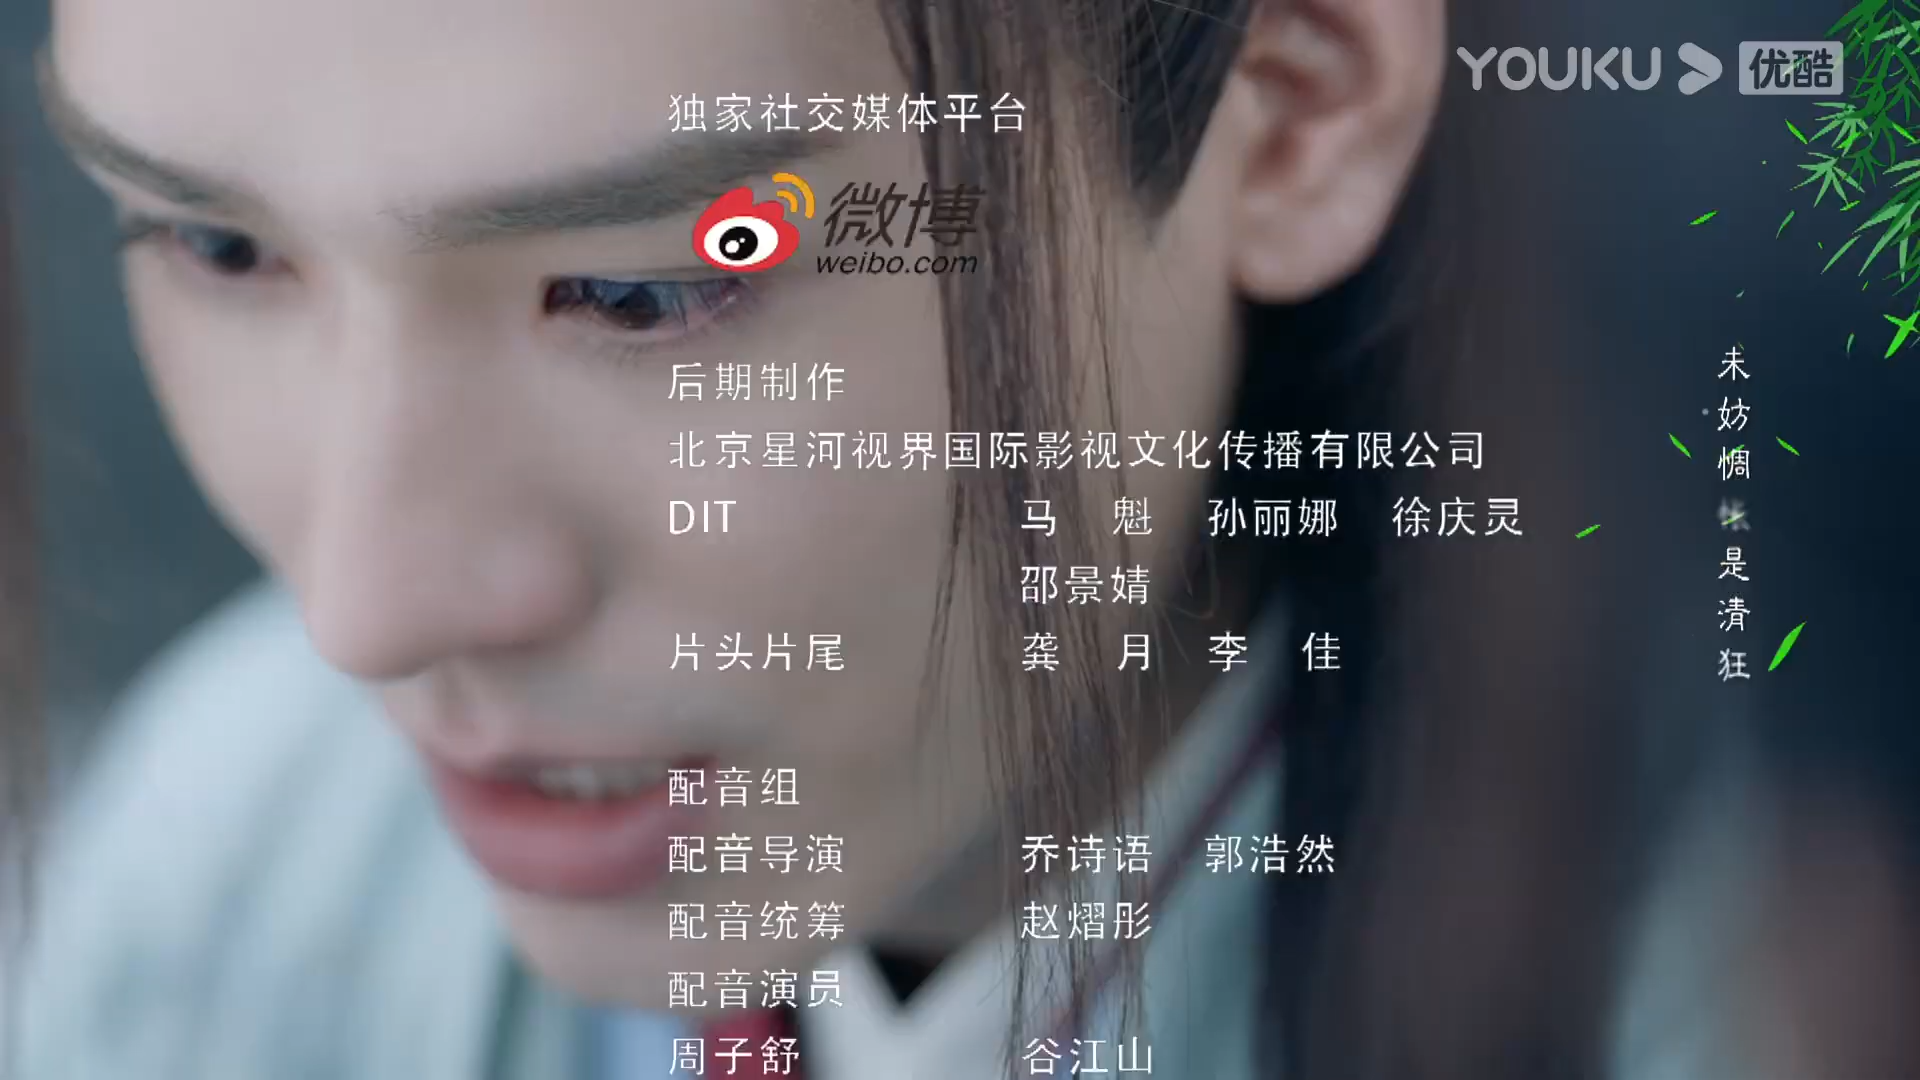 YOUKU 优酷
独家社交媒体平台
微博
weibo.com
后期制作
北京星河视界国际影视文化传播有限公司
DIT 马 魁 孙丽娜 徐庆灵
邵景婧
片头片尾 龚 月 李 佳
配音组
配音导演 乔诗语 郭浩然
配音统筹 赵熠彤
配音演员
周子舒 谷江山
未妨惆怅是清狂